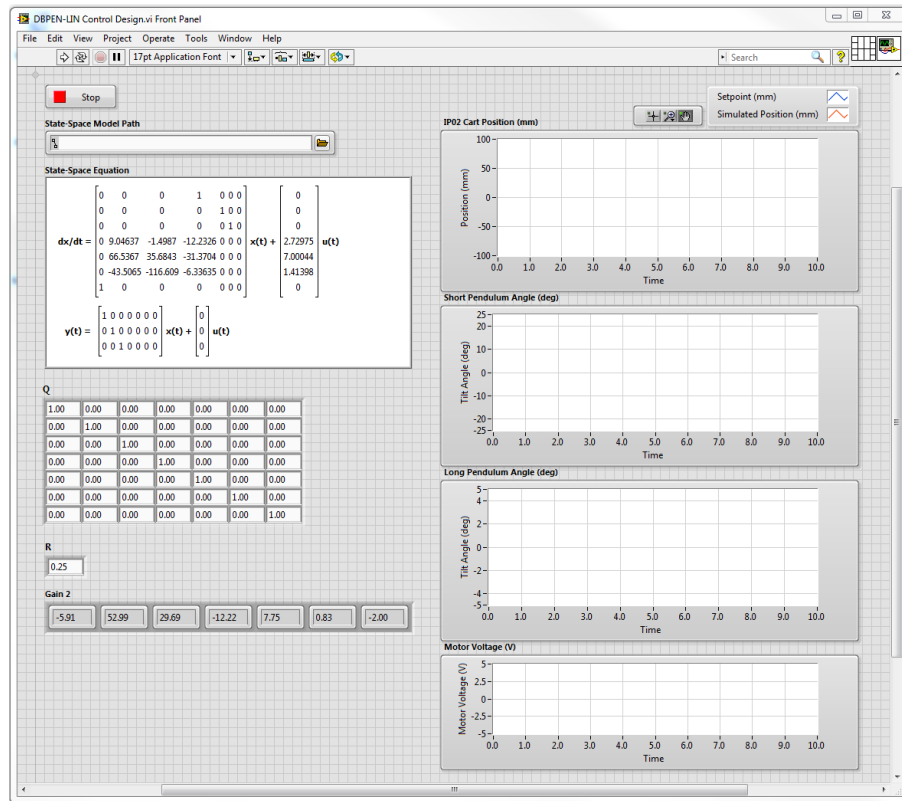 DBPEN-LIN Control Design.vi Front Panel
File Edit View Project Operate Tools Window Help
17pt Application Font
Search
?
Stop
State-Space Model Path
State-Space Equation
dx/dt =
0 0 0 1 0 0 0
0 0 0 0 1 0 0
0 0 0 0 0 1 0
0 9.04637 -1.4987 -12.2326 0 0 0
0 66.5367 35.6843 -31.3704 0 0 0
0 -43.5065 -116.609 -6.33635 0 0 0
1 0 0 0 0 0 0
x(t) +
0
0
0
2.72975
7.00044
1.41398
0
u(t)
y(t) =
1 0 0 0 0 0 0
0 1 0 0 0 0 0
0 0 1 0 0 0 0
x(t) +
0
0
0
u(t)
Q
1.00 0.00 0.00 0.00 0.00 0.00 0.00
0.00 1.00 0.00 0.00 0.00 0.00 0.00
0.00 0.00 1.00 0.00 0.00 0.00 0.00
0.00 0.00 0.00 1.00 0.00 0.00 0.00
0.00 0.00 0.00 0.00 1.00 0.00 0.00
0.00 0.00 0.00 0.00 0.00 1.00 0.00
0.00 0.00 0.00 0.00 0.00 0.00 1.00
R
0.25
Gain 2
-5.91 52.99 29.69 -12.22 7.75 0.83 -2.00
Setpoint (mm)
Simulated Position (mm)
IP02 Cart Position (mm)
Position (mm)
100
50
0
-50
-100
0.0 1.0 2.0 3.0 4.0 5.0 6.0 7.0 8.0 9.0 10.0
Time
Short Pendulum Angle (deg)
Tilt Angle (deg)
25
20
10
0
-10
-20
-25
0.0 1.0 2.0 3.0 4.0 5.0 6.0 7.0 8.0 9.0 10.0
Time
Long Pendulum Angle (deg)
Tilt Angle (deg)
5
4
2
0
-2
-4
-5
0.0 1.0 2.0 3.0 4.0 5.0 6.0 7.0 8.0 9.0 10.0
Time
Motor Voltage (V)
Motor Voltage (V)
5
2.5
0
-2.5
-5
0.0 1.0 2.0 3.0 4.0 5.0 6.0 7.0 8.0 9.0 10.0
Time